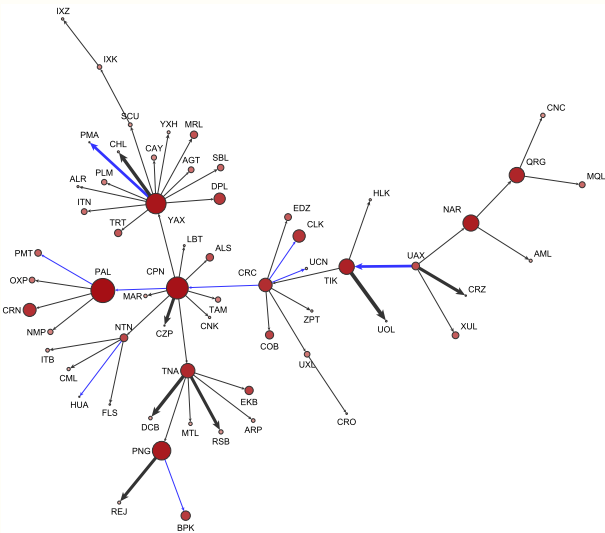 IXZ
IXK
SCU
CNC
PMA
CHL
YXH
MRL
CAY
QRG
AGT
SBL
MQL
ALR
PLM
DPL
ITN
HLK
YAX
TRT
EDZ
NAR
CLK
LBT
ALS
PMT
UCN
UAX
AML
OXP
PAL
CPN
CRC
TIK
MAR
CRZ
CRN
TAM
ZPT
NMP
NTN
CZP
CNK
UOL
XUL
COB
ITB
CML
TNA
UXL
HUA
FLS
EKB
DCB
MTL
RSB
ARP
CRO
PNG
REJ
BPK